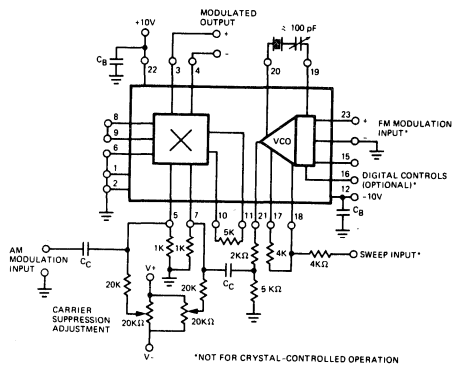 MODULATED
OUTPUT
+10V
+
−
≈ 100 pF
C_B
22
3
4
20
19
8
9
6
1
2
VCO
23
+
FM MODULATION
INPUT*
−
15
16
DIGITAL CONTROLS
(OPTIONAL)*
12
−10V
C_B
5
7
10
11
21
17
18
5K
AM
MODULATION
INPUT
C_C
1K
1K
2KΩ
4K
SWEEP INPUT*
4KΩ
C_C
5 KΩ
20K
V+
20K
CARRIER
SUPPRESSION
ADJUSTMENT
20KΩ
20KΩ
V−
*NOT FOR CRYSTAL-CONTROLLED OPERATION